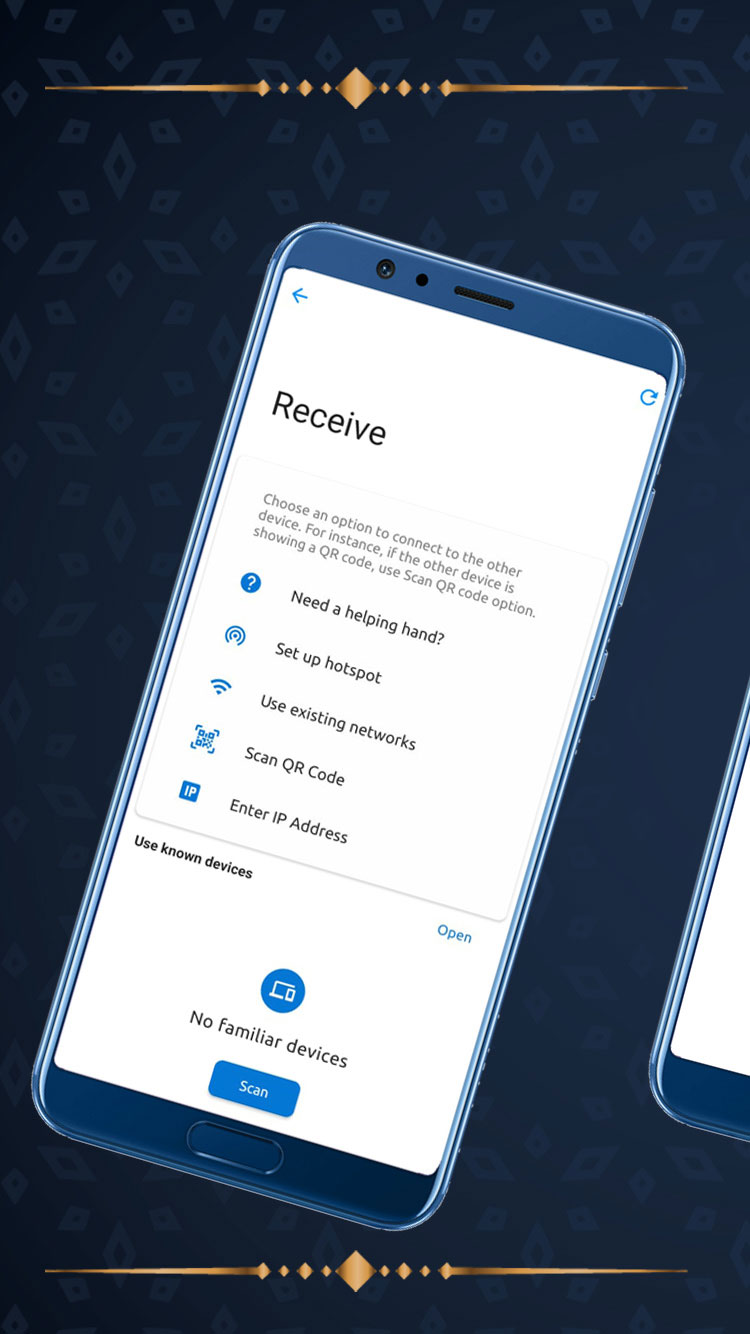 Receive
Choose an option to connect to the other
device. For instance, if the other device is
showing a QR code, use Scan QR code option.
Need a helping hand?
Set up hotspot
Use existing networks
Scan QR Code
IP
Enter IP Address
Use known devices
Open
No familiar devices
Scan